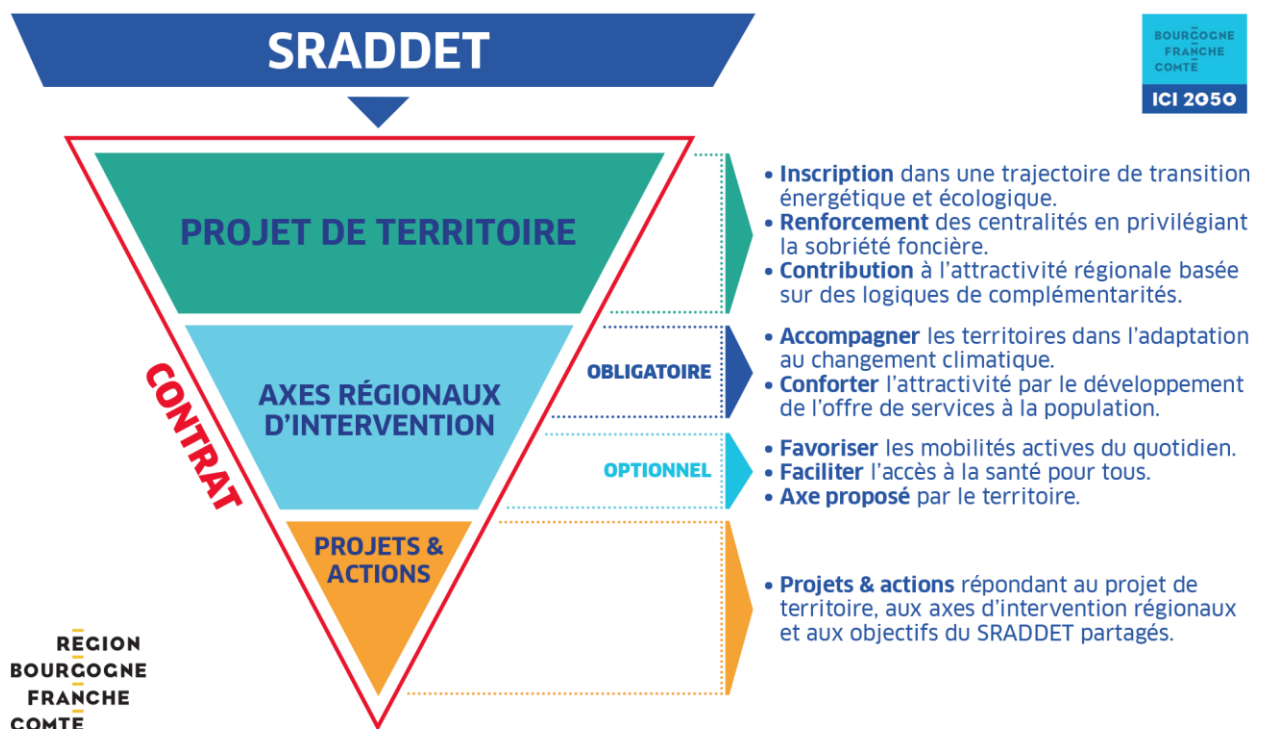 SRADDET
BOURGOGNE
FRANCHE
COMTÉ
ICI 2050
PROJET DE TERRITOIRE
• Inscription dans une trajectoire de transition
énergétique et écologique.
• Renforcement des centralités en privilégiant
la sobriété foncière.
• Contribution à l'attractivité régionale basée
sur des logiques de complémentarités.
CONTRAT
AXES RÉGIONAUX
D'INTERVENTION
OBLIGATOIRE
• Accompagner les territoires dans l'adaptation
au changement climatique.
• Conforter l'attractivité par le développement
de l'offre de services à la population.
OPTIONNEL
• Favoriser les mobilités actives du quotidien.
• Faciliter l'accès à la santé pour tous.
• Axe proposé par le territoire.
PROJETS &
ACTIONS
• Projets & actions répondant au projet de
territoire, aux axes d'intervention régionaux
et aux objectifs du SRADDET partagés.
RÉGION
BOURGOGNE
FRANCHE
COMTÉ